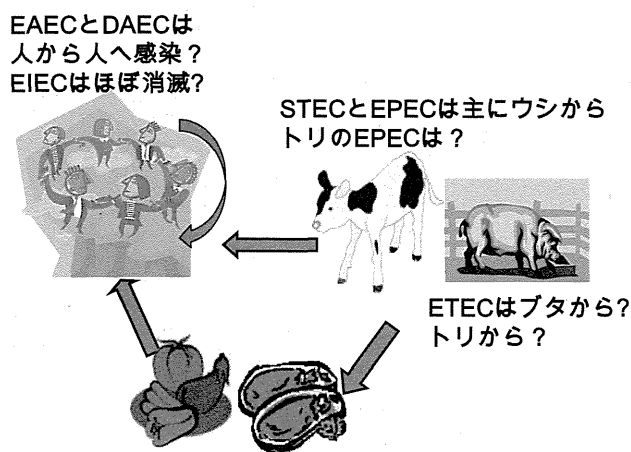 EAECとDAECは
人から人へ感染？
EIECはほぼ消滅?
STECとEPECは主にウシから
トリのEPECは？
ETECはブタから?
トリから？